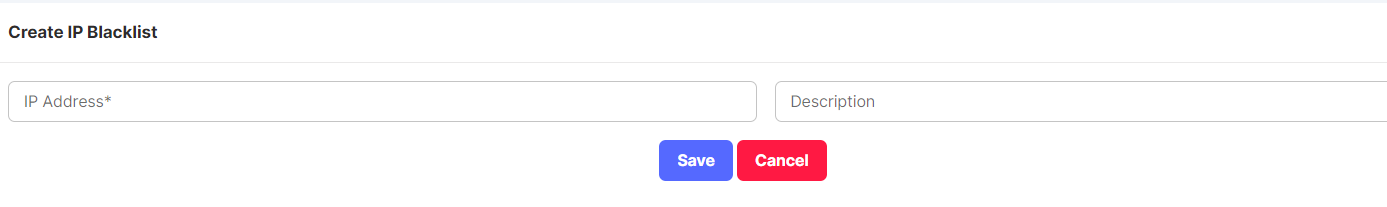 Create IP Blacklist
IP Address* Description
Save Cancel